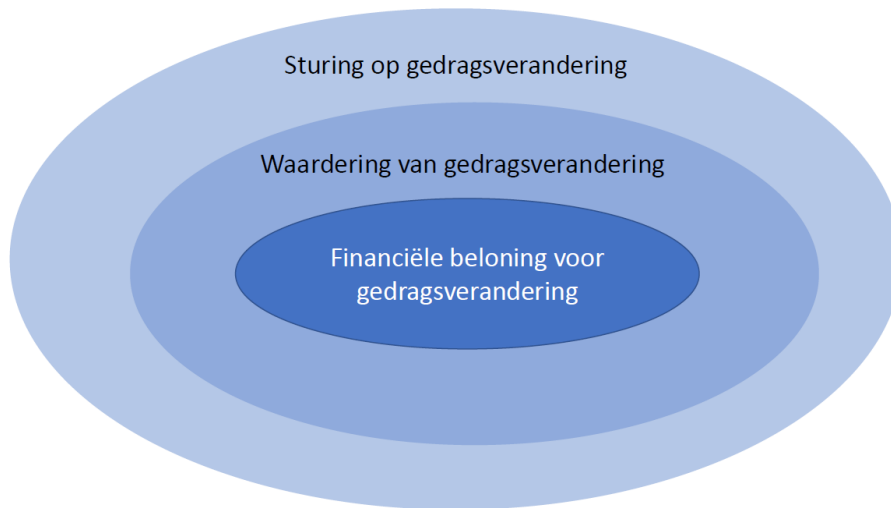 Sturing op gedragsverandering
Waardering van gedragsverandering
Financiële beloning voor
gedragsverandering